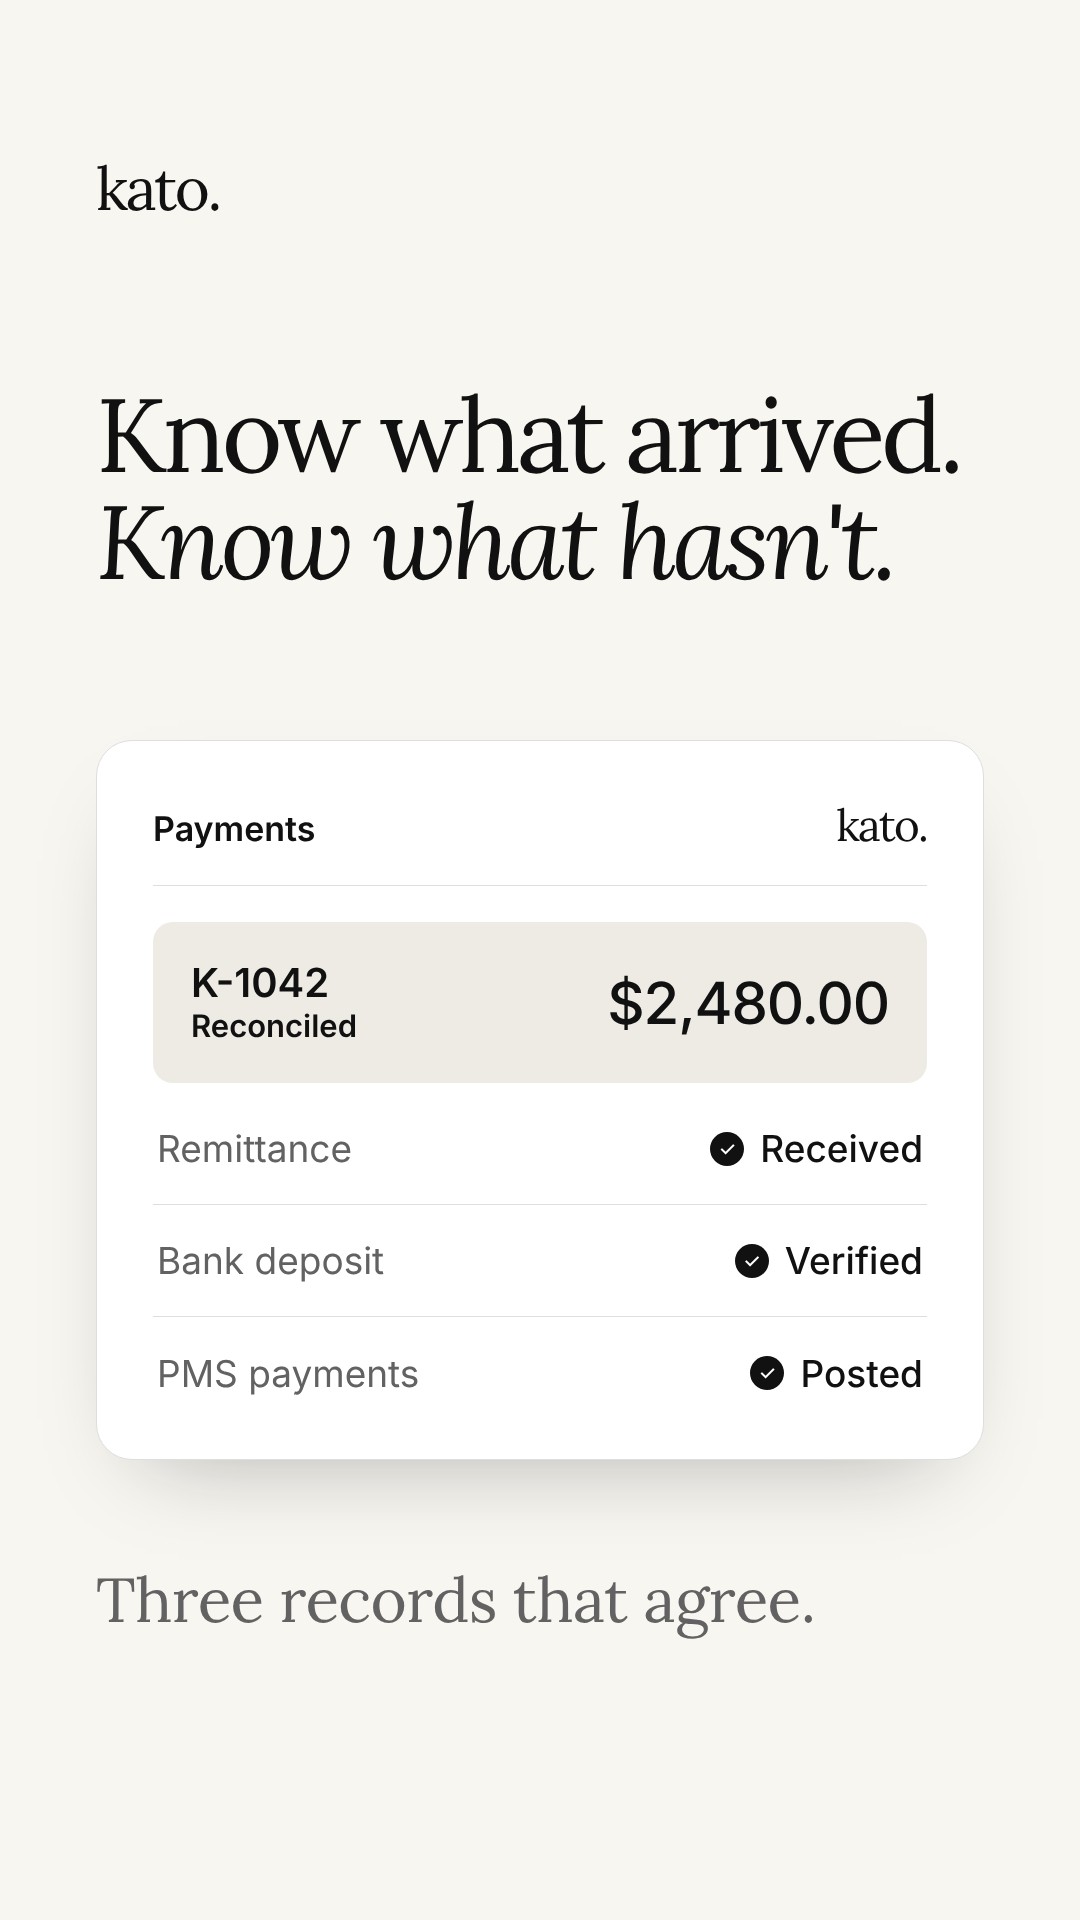 kato.
Know what arrived.
Know what hasn't.
Payments
kato.
K-1042
Reconciled
$2,480.00
Remittance
Received
Bank deposit
Verified
PMS payments
Posted
Three records that agree.